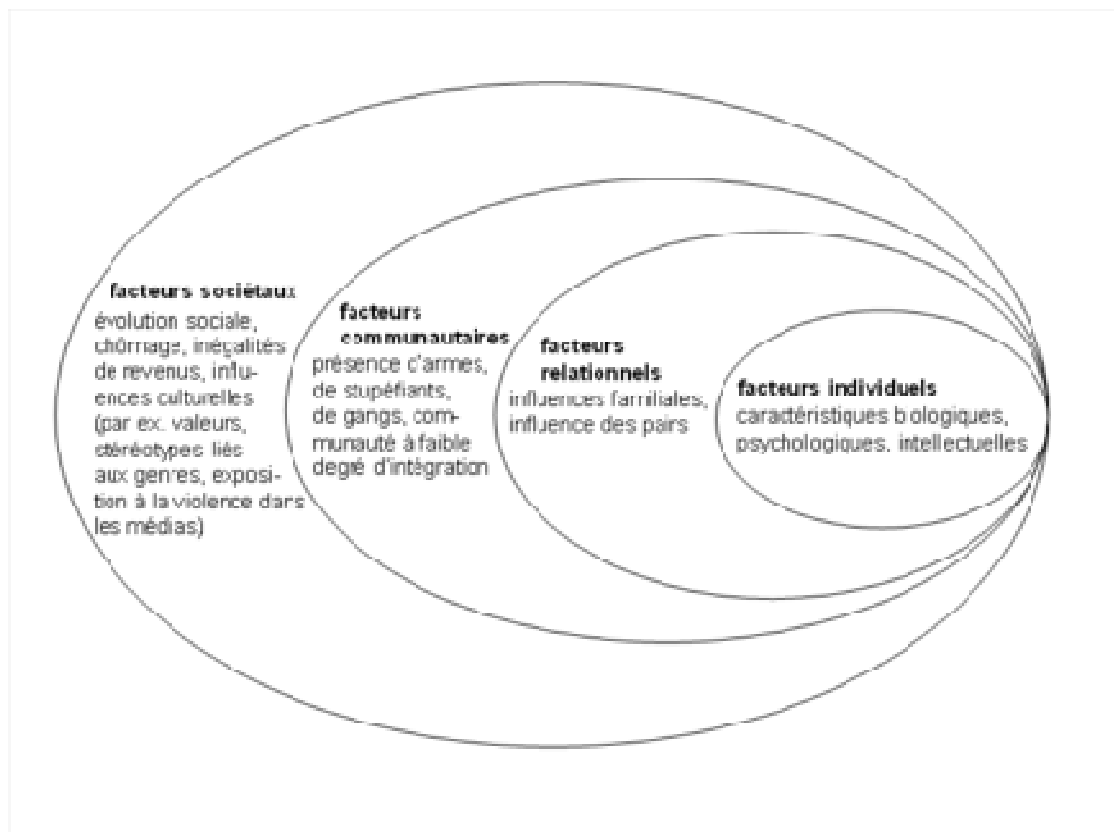 facteurs sociétaux
évolution sociale,
chômage, inégalités
de revenus, influ-
ences culturelles
(par ex. valeurs,
stéréotypes liés
aux genres, exposi-
tion à la violence dans
les médias)
facteurs
communautaires
présence d'armes,
de stupéfiants,
de gangs, com-
munauté à faible
degré d'intégration
facteurs
relationnels
influences familiales,
influence des pairs
facteurs individuels
caractéristiques biologiques,
psychologiques, intellectuelles